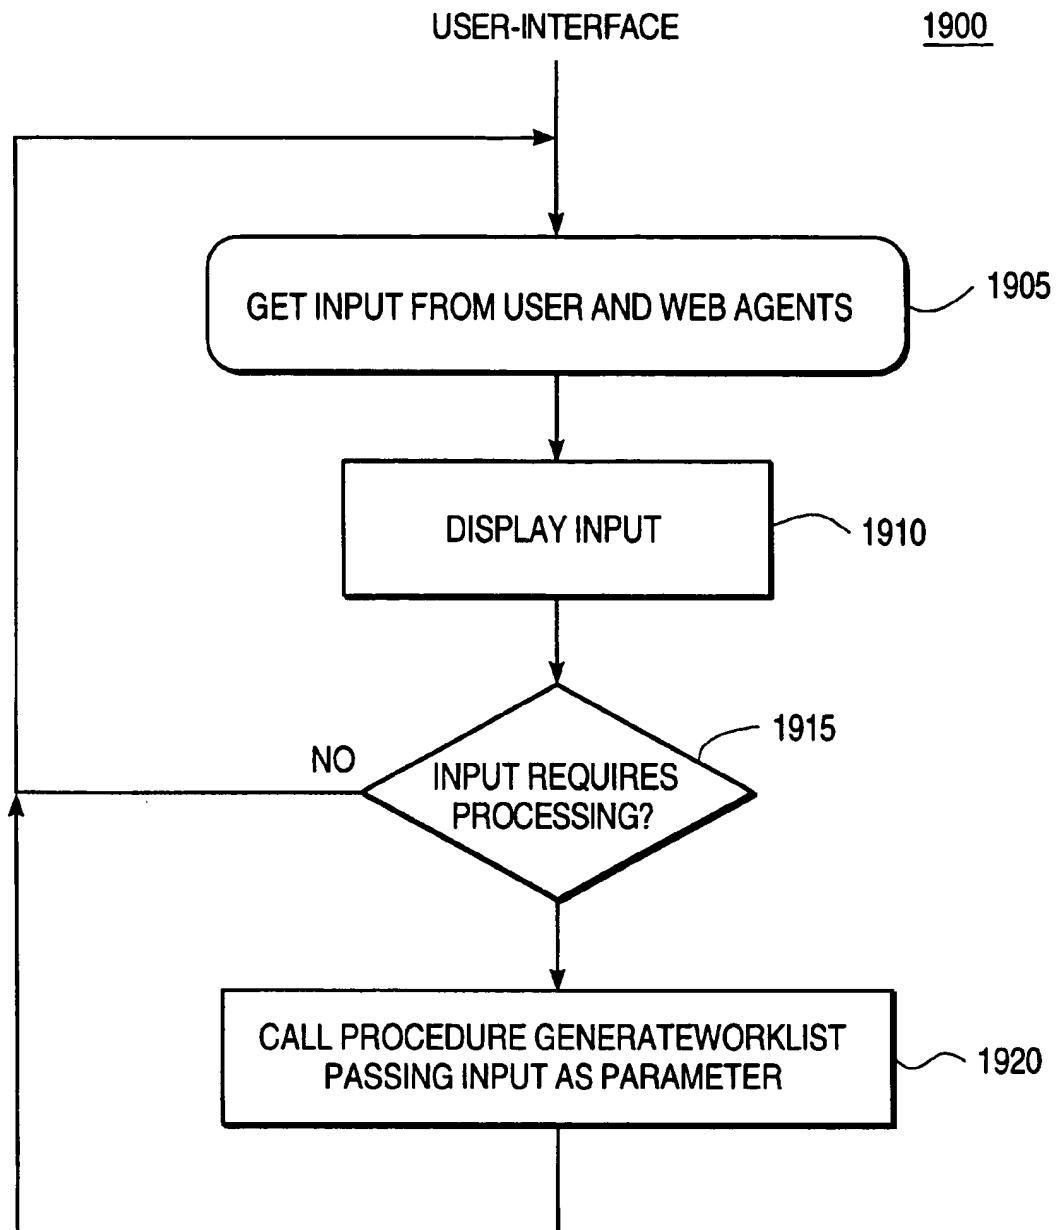 USER-INTERFACE
1900
GET INPUT FROM USER AND WEB AGENTS
1905
DISPLAY INPUT
1910
1915
NO
INPUT REQUIRES
PROCESSING?
CALL PROCEDURE GENERATEWORKLIST
PASSING INPUT AS PARAMETER
1920